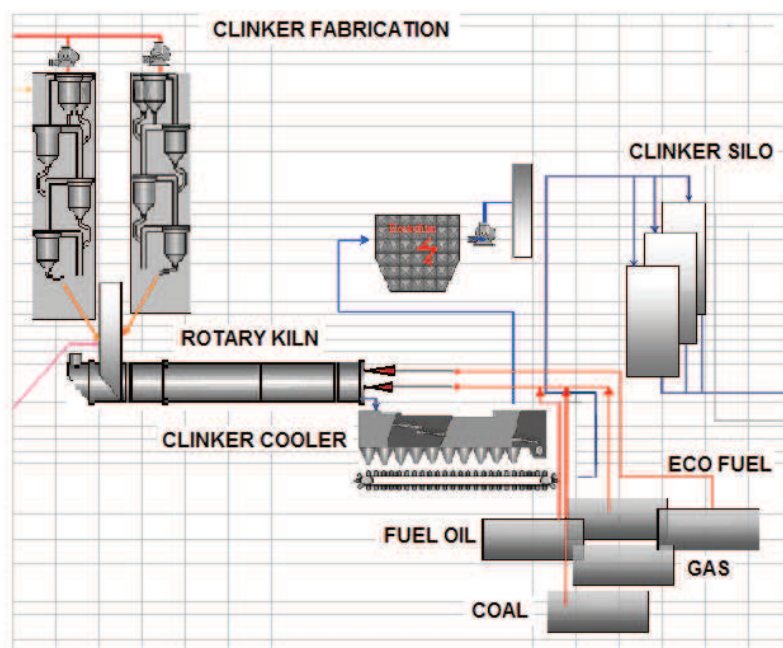 CLINKER FABRICATION
CLINKER SILO
ROTARY KILN
CLINKER COOLER
ECO FUEL
FUEL OIL
GAS
COAL